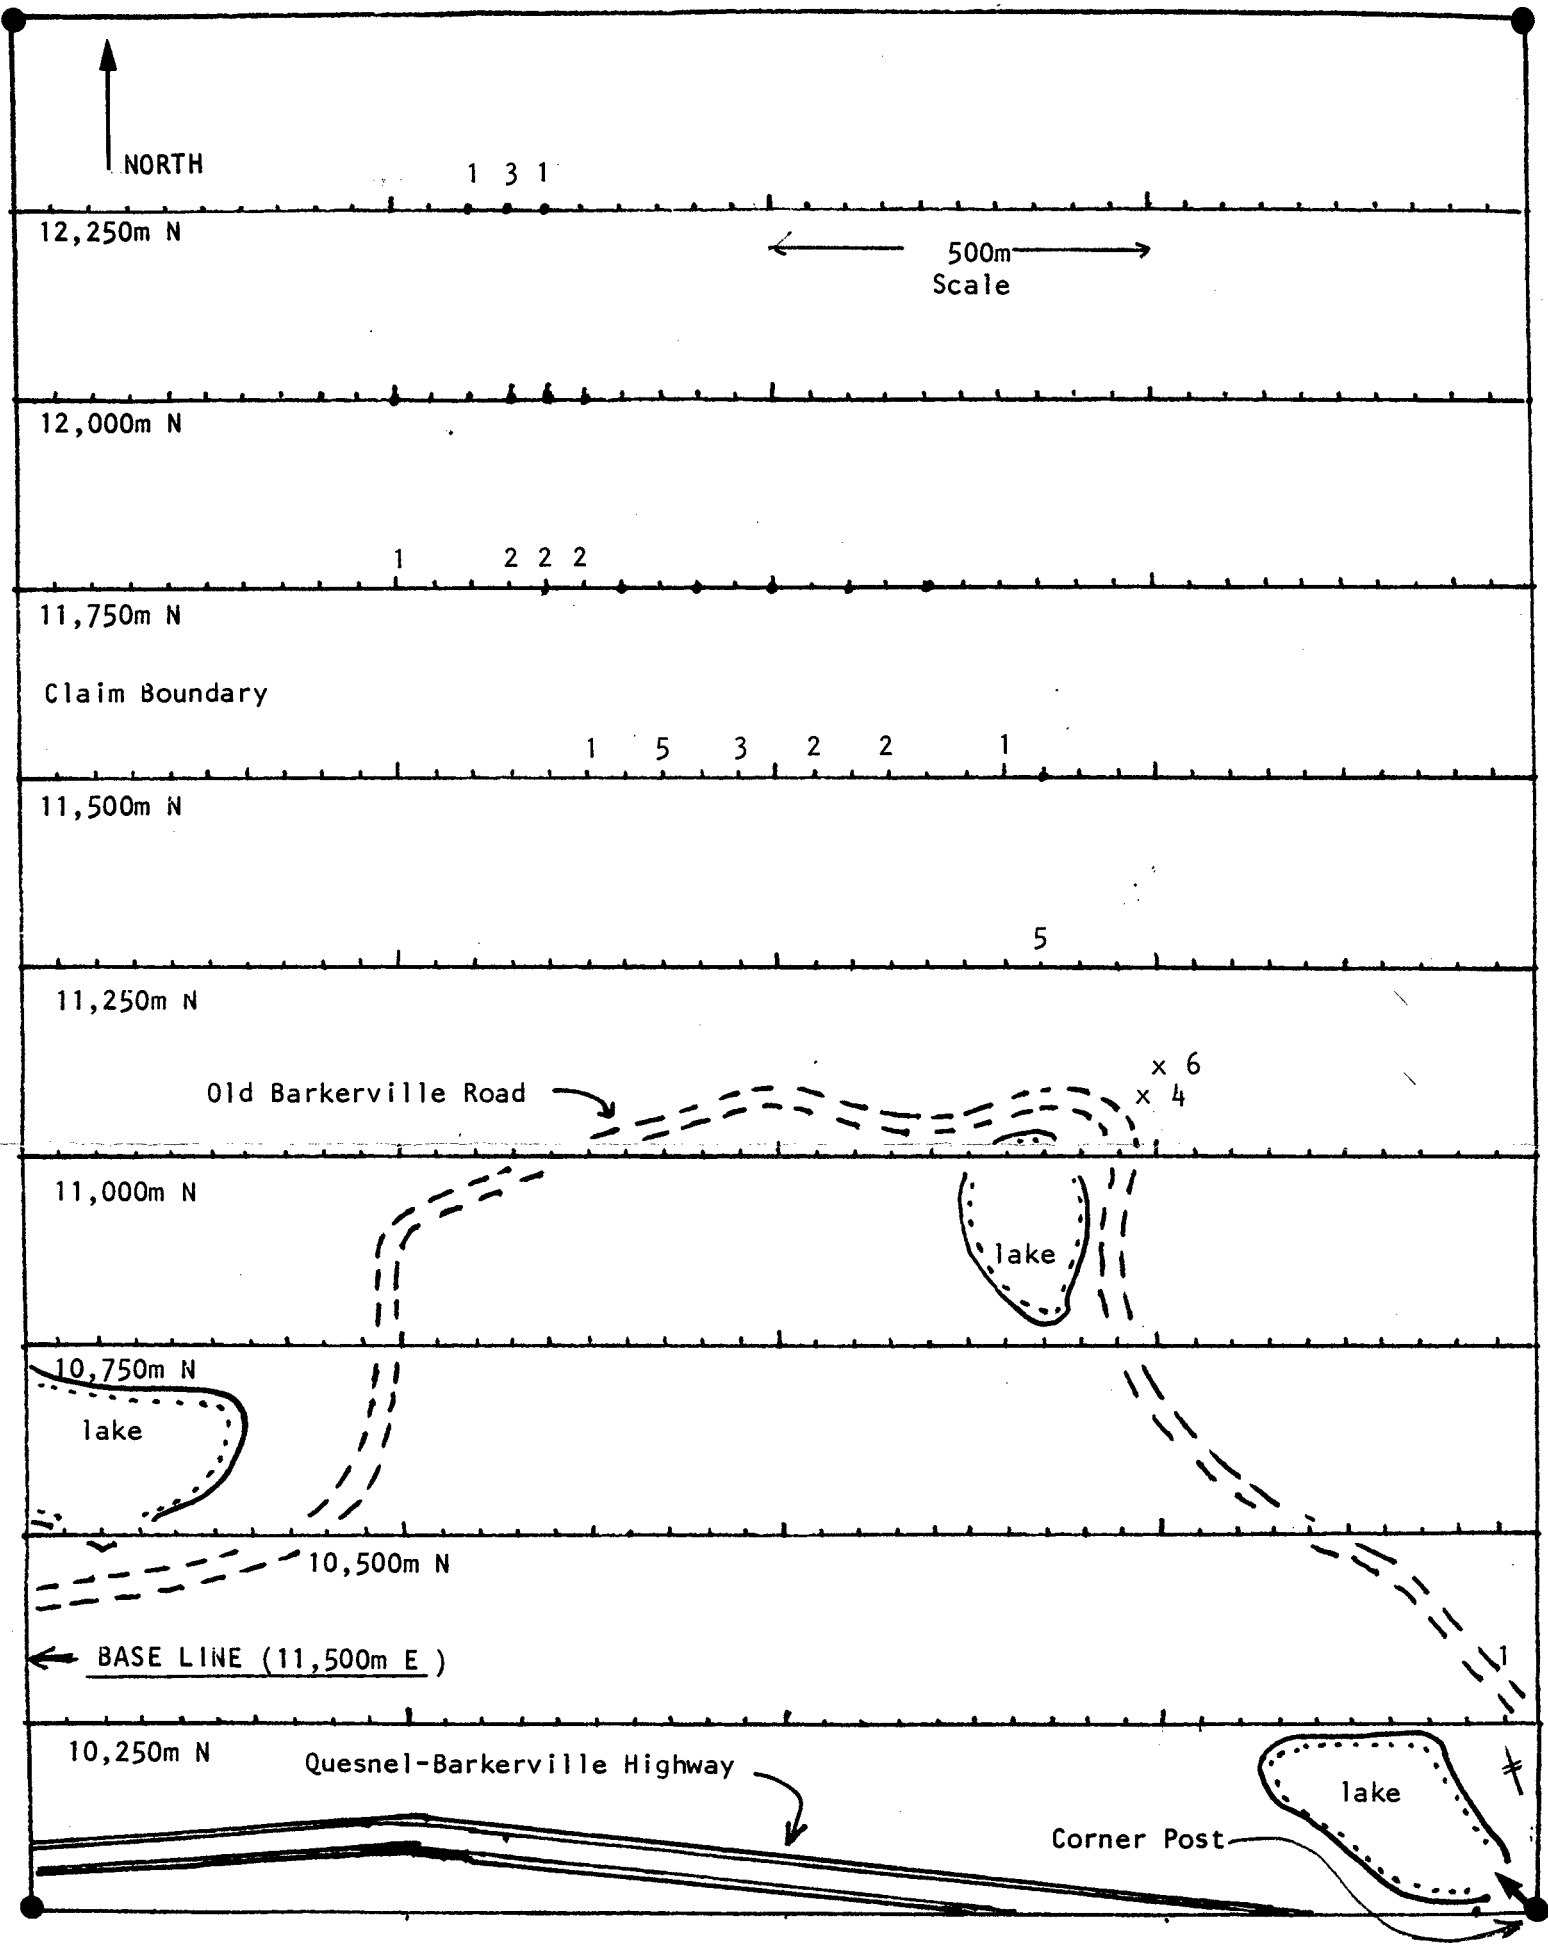 NORTH
1 3 1
12,250m N
500m
Scale
12,000m N
1 2 2 2
11,750m N
Claim Boundary
1 5 3 2 2 1
11,500m N
5
11,250m N
x 6
Old Barkerville Road
x 4
11,000m N
lake
10,750m N
lake
10,500m N
BASE LINE (11,500m E )
1
10,250m N
Quesnel-Barkerville Highway
lake
Corner Post